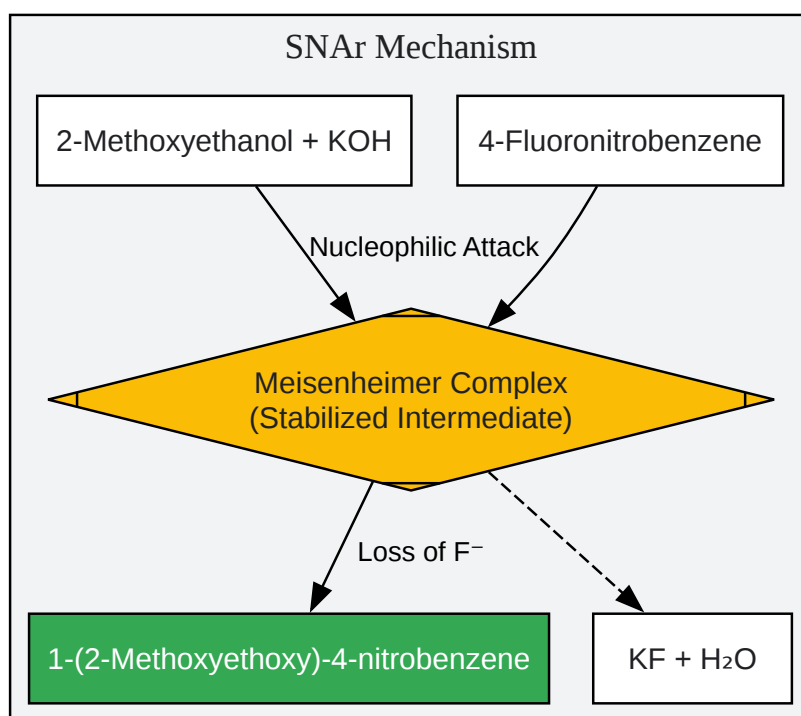 SNAr Mechanism
2-Methoxyethanol + KOH
4-Fluoronitrobenzene
Nucleophilic Attack
Meisenheimer Complex
(Stabilized Intermediate)
Loss of F⁻
1-(2-Methoxyethoxy)-4-nitrobenzene
KF + H₂O